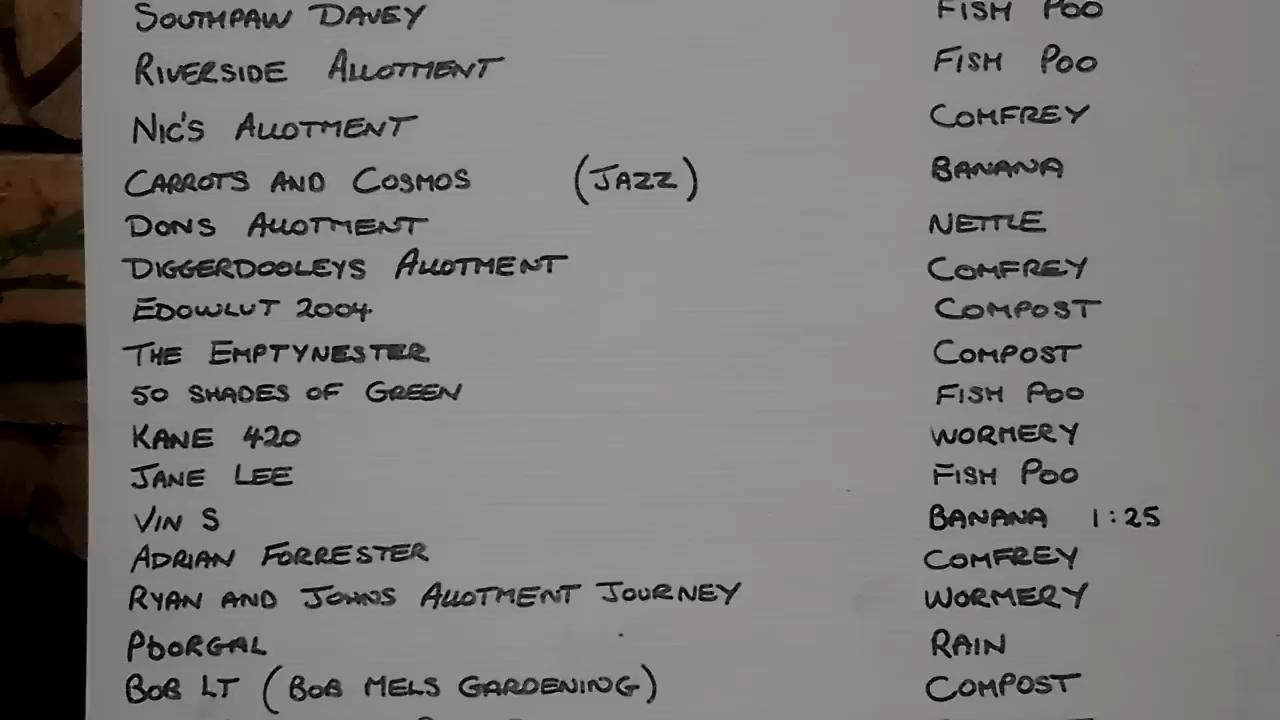 SOUTHPAW DAVEY FISH POO
RIVERSIDE ALLOTMENT FISH POO
NIC'S ALLOTMENT COMFREY
CARROTS AND COSMOS (JAZZ) BANANA
DONS ALLOTMENT NETTLE
DIGGERDOOLEYS ALLOTMENT COMFREY
EDOWLUT 2004 COMPOST
THE EMPTYNESTER COMPOST
50 SHADES OF GREEN FISH POO
KANE 420 WORMERY
JANE LEE FISH POO
VIN S BANANA 1:25
ADRIAN FORRESTER COMFREY
RYAN AND JOHNS ALLOTMENT JOURNEY WORMERY
PDORGAL RAIN
BOB LT (BOB MELS GARDENING) COMPOST